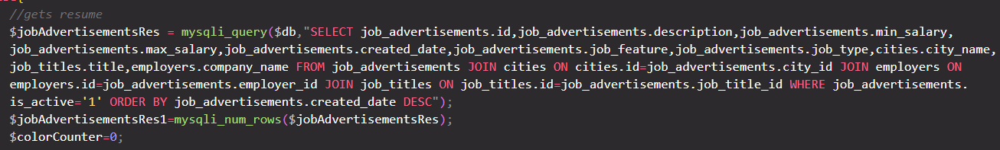 //gets resume
$jobAdvertisementsRes = mysqli_query($db,"SELECT job_advertisements.id,job_advertisements.description,job_advertisements.min_salary,
job_advertisements.max_salary,job_advertisements.created_date,job_advertisements.job_feature,job_advertisements.job_type,cities.city_name,
job_titles.title,employers.company_name FROM job_advertisements JOIN cities ON cities.id=job_advertisements.city_id JOIN employers ON
employers.id=job_advertisements.employer_id JOIN job_titles ON job_titles.id=job_advertisements.job_title_id WHERE job_advertisements.
is_active='1' ORDER BY job_advertisements.created_date DESC");
$jobAdvertisementsRes1=mysqli_num_rows($jobAdvertisementsRes);
$colorCounter=0;